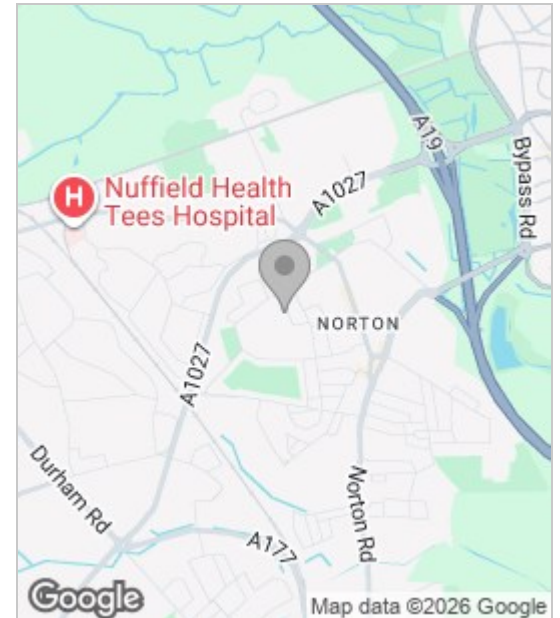 A19
Bypass Rd
Nuffield Health
Tees Hospital
H
A1027
NORTON
A1027
Durham Rd
Norton Rd
A177
Google
Map data ©2026 Google